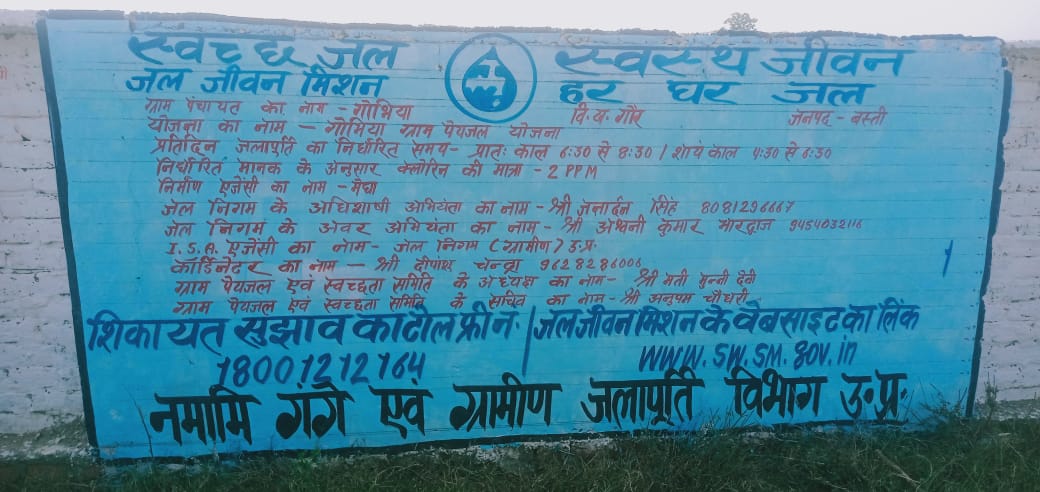 स्वच्छ जल स्वस्थ जीवन
जल जीवन मिशन हर घर जल
ग्राम पंचायत का नाम - गोभिया वि.ख. गौर जनपद - बस्ती
योजना का नाम - गोभिया ग्राम पेयजल योजना
प्रतिदिन जलापूर्ति का निर्धारित समय- प्रातः काल 6:30 से 8:30 / शायं काल 4:30 से 6:30
निर्धारित मानक के अनुसार क्लोरिन की मात्रा - 2 PPM
निर्माण एजेंसी का नाम - मेघा
जल निगम के अधिशाषी अभियंता का नाम - श्री जनार्दन सिंह 8081296667
जल निगम के अवर अभियंता का नाम - श्री अश्वनी कुमार भारद्वाज 9454032116
I.S.A. एजेंसी का नाम- जल निगम (ग्रामीण) उ.प्र.
कॉर्डिनेटर का नाम - श्री दीपांश चन्द्रा 9628286006
ग्राम पेयजल एवं स्वच्छता समिति के अध्यक्ष का नाम- श्री मती मुन्नी देवी
ग्राम पेयजल एवं स्वच्छता समिति के सचिव का नाम- श्री अनुपम चौधरी
शिकायत सुझाव का टोल फ्री न. / जल जीवन मिशन के वैबसाइट का लिंक
18001212164 www.sw.sm.gov.in
नमामि गंगे एवं ग्रामीण जलापूर्ति विभाग उ.प्र.